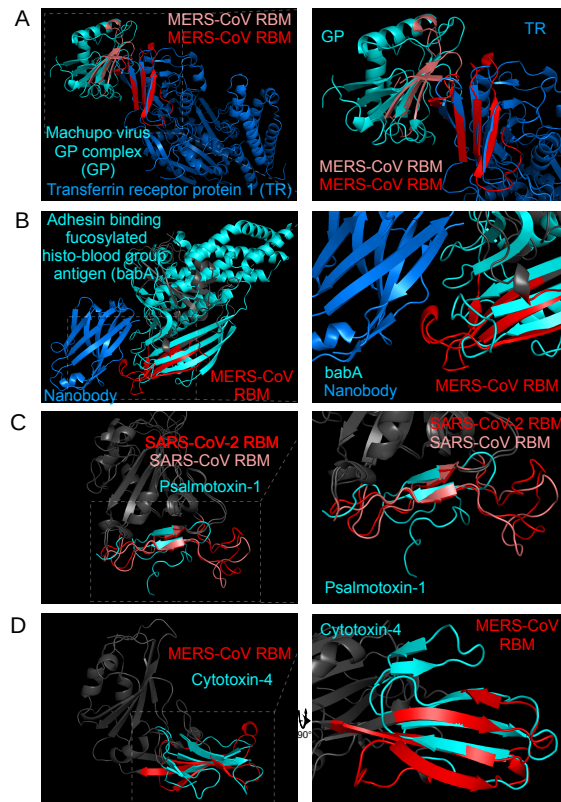 A
MERS-CoV RBM
MERS-CoV RBM
Machupo virus
GP complex
(GP)
Transferrin receptor protein 1 (TR)
GP
TR
MERS-CoV RBM
MERS-CoV RBM
B
Adhesin binding
fucosylated
histo-blood group
antigen (babA)
Nanobody
MERS-CoV
RBM
babA
Nanobody
MERS-CoV RBM
C
SARS-CoV-2 RBM
SARS-CoV RBM
Psalmotoxin-1
SARS-CoV-2 RBM
SARS-CoV RBM
Psalmotoxin-1
D
MERS-CoV RBM
Cytotoxin-4
90°
Cytotoxin-4
MERS-CoV
RBM